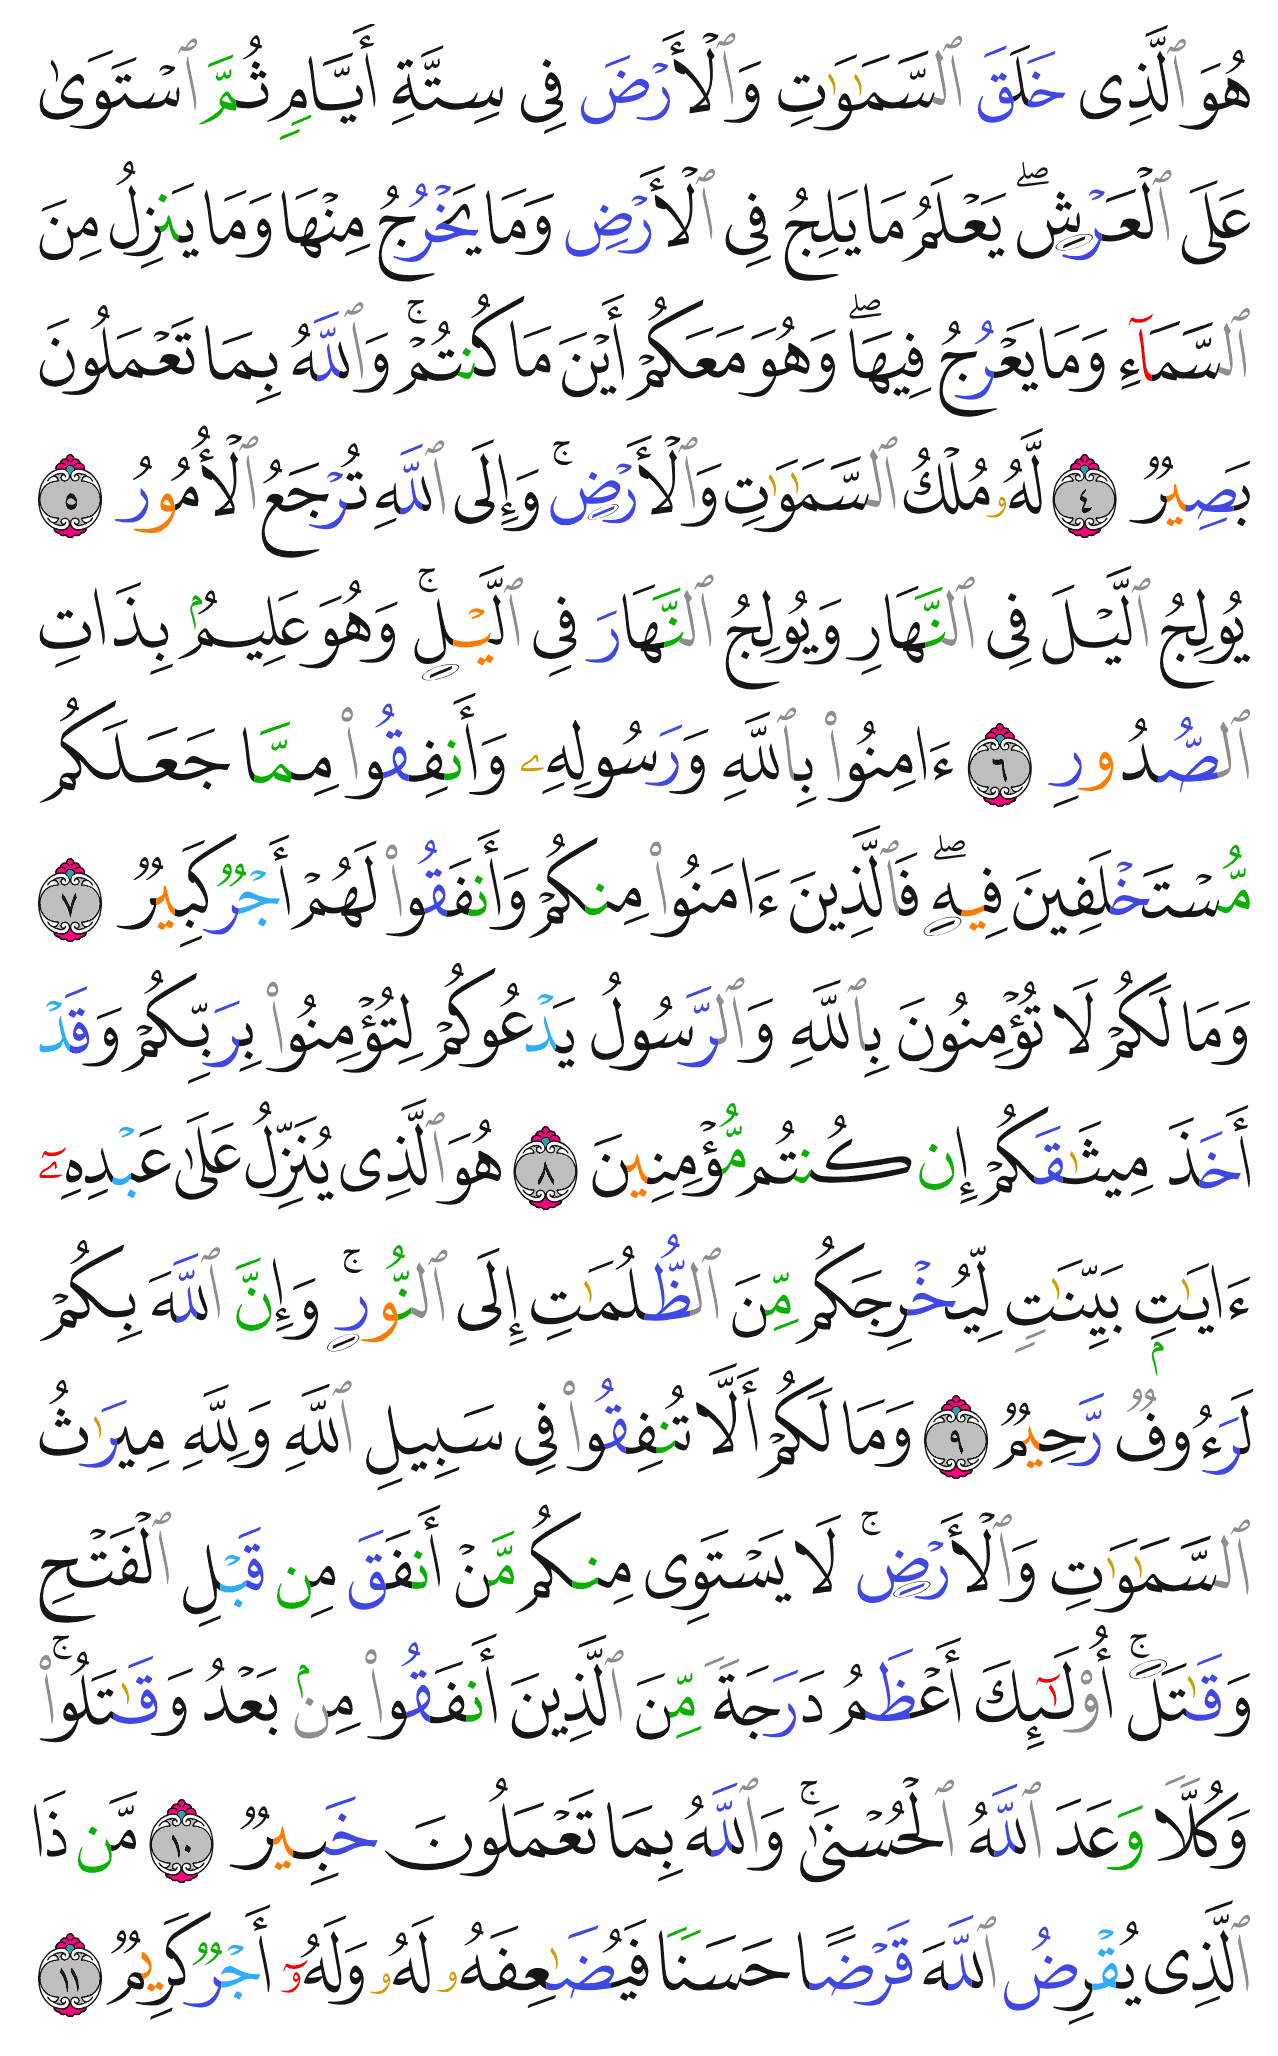 هُوَ ٱلَّذِى خَلَقَ ٱلسَّمَٰوَٰتِ وَٱلْأَرْضَ فِى سِتَّةِ أَيَّامٍ ثُمَّ ٱسْتَوَىٰ
عَلَى ٱلْعَرْشِ ۖ يَعْلَمُ مَا يَلِجُ فِى ٱلْأَرْضِ وَمَا يَخْرُجُ مِنْهَا وَمَا يَنزِلُ مِنَ
ٱلسَّمَآءِ وَمَا يَعْرُجُ فِيهَا ۖ وَهُوَ مَعَكُمْ أَيْنَ مَا كُنتُمْ ۚ وَٱللَّهُ بِمَا تَعْمَلُونَ
بَصِيرٌ ٤ لَّهُۥ مُلْكُ ٱلسَّمَٰوَٰتِ وَٱلْأَرْضِ ۚ وَإِلَى ٱللَّهِ تُرْجَعُ ٱلْأُمُورُ ٥
يُولِجُ ٱلَّيْلَ فِى ٱلنَّهَارِ وَيُولِجُ ٱلنَّهَارَ فِى ٱلَّيْلِ ۚ وَهُوَ عَلِيمٌۢ بِذَاتِ
ٱلصُّدُورِ ٦ ءَامِنُوا۟ بِٱللَّهِ وَرَسُولِهِۦ وَأَنفِقُوا۟ مِمَّا جَعَلَكُم
مُّسْتَخْلَفِينَ فِيهِ ۖ فَٱلَّذِينَ ءَامَنُوا۟ مِنكُمْ وَأَنفَقُوا۟ لَهُمْ أَجْرٌ كَبِيرٌ ٧
وَمَا لَكُمْ لَا تُؤْمِنُونَ بِٱللَّهِ وَٱلرَّسُولُ يَدْعُوكُمْ لِتُؤْمِنُوا۟ بِرَبِّكُمْ وَقَدْ
أَخَذَ مِيثَٰقَكُمْ إِن كُنتُم مُّؤْمِنِينَ ٨ هُوَ ٱلَّذِى يُنَزِّلُ عَلَىٰ عَبْدِهِۦٓ
ءَايَٰتٍۭ بَيِّنَٰتٍ لِّيُخْرِجَكُم مِّنَ ٱلظُّلُمَٰتِ إِلَى ٱلنُّورِ ۚ وَإِنَّ ٱللَّهَ بِكُمْ
لَرَءُوفٌ رَّحِيمٌ ٩ وَمَا لَكُمْ أَلَّا تُنفِقُوا۟ فِى سَبِيلِ ٱللَّهِ وَلِلَّهِ مِيرَٰثُ
ٱلسَّمَٰوَٰتِ وَٱلْأَرْضِ ۚ لَا يَسْتَوِى مِنكُم مَّنْ أَنفَقَ مِن قَبْلِ ٱلْفَتْحِ
وَقَٰتَلَ ۚ أُو۟لَٰٓئِكَ أَعْظَمُ دَرَجَةً مِّنَ ٱلَّذِينَ أَنفَقُوا۟ مِنۢ بَعْدُ وَقَٰتَلُوا۟ ۚ
وَكُلًّا وَعَدَ ٱللَّهُ ٱلْحُسْنَىٰ ۚ وَٱللَّهُ بِمَا تَعْمَلُونَ خَبِيرٌ ١٠ مَّن ذَا
ٱلَّذِى يُقْرِضُ ٱللَّهَ قَرْضًا حَسَنًا فَيُضَٰعِفَهُۥ لَهُۥ وَلَهُۥٓ أَجْرٌ كَرِيمٌ ١١